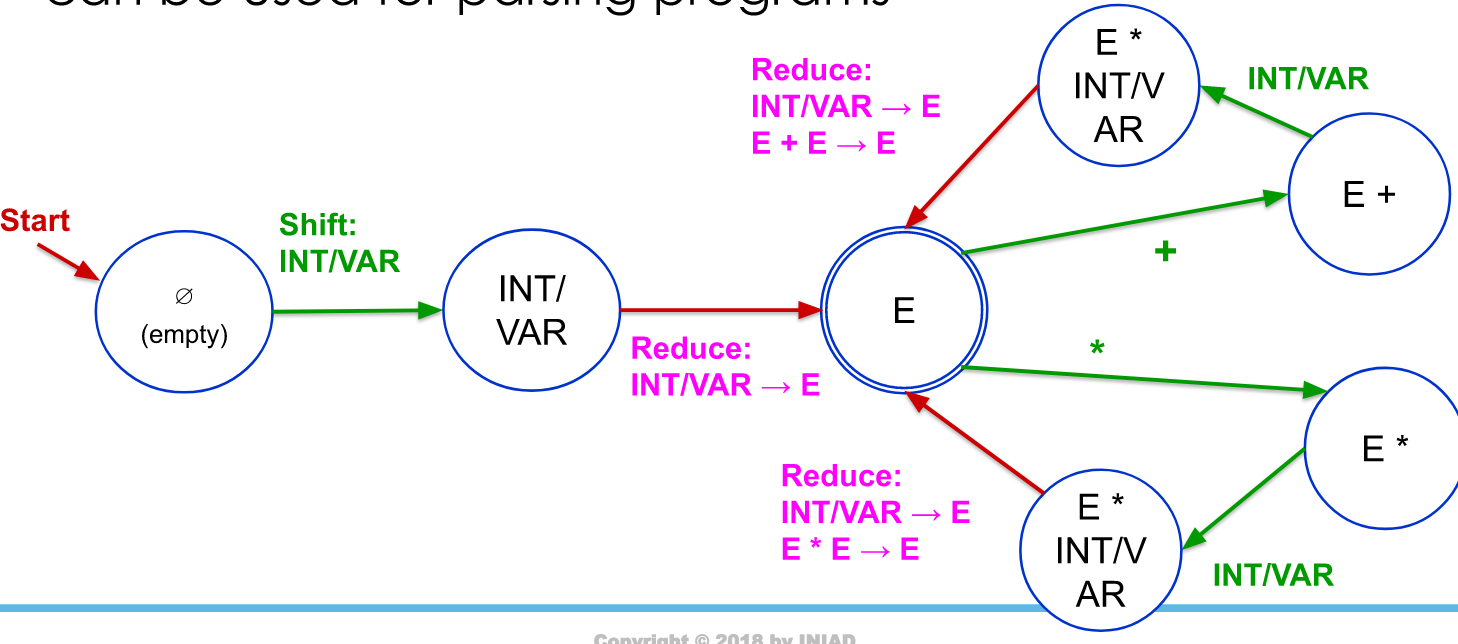 can be used for parsing programs
Start
∅
(empty)
Shift:
INT/VAR
INT/
VAR
Reduce:
INT/VAR → E
E
Reduce:
INT/VAR → E
E + E → E
E *
INT/V
AR
INT/VAR
E +
+
*
E *
INT/VAR
E *
INT/V
AR
Reduce:
INT/VAR → E
E * E → E
Copyright © 2018 by INIAD